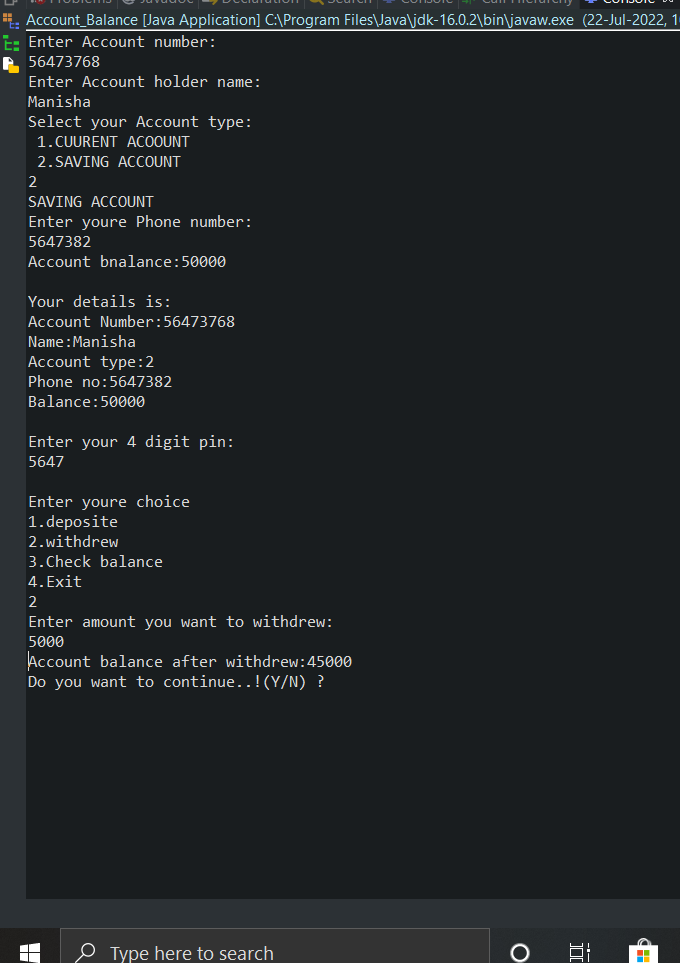 Problems Javadoc Declaration Search Console Call Hierarchy Console
Account_Balance [Java Application] C:\Program Files\Java\jdk-16.0.2\bin\javaw.exe (22-Jul-2022, 1
Enter Account number:
56473768
Enter Account holder name:
Manisha
Select your Account type:
1.CUURENT ACOOUNT
2.SAVING ACCOUNT
2
SAVING ACCOUNT
Enter youre Phone number:
5647382
Account bnalance:50000
Your details is:
Account Number:56473768
Name:Manisha
Account type:2
Phone no:5647382
Balance:50000
Enter your 4 digit pin:
5647
Enter youre choice
1.deposite
2.withdrew
3.Check balance
4.Exit
2
Enter amount you want to withdrew:
5000
Account balance after withdrew:45000
Do you want to continue..!(Y/N) ?
Type here to search